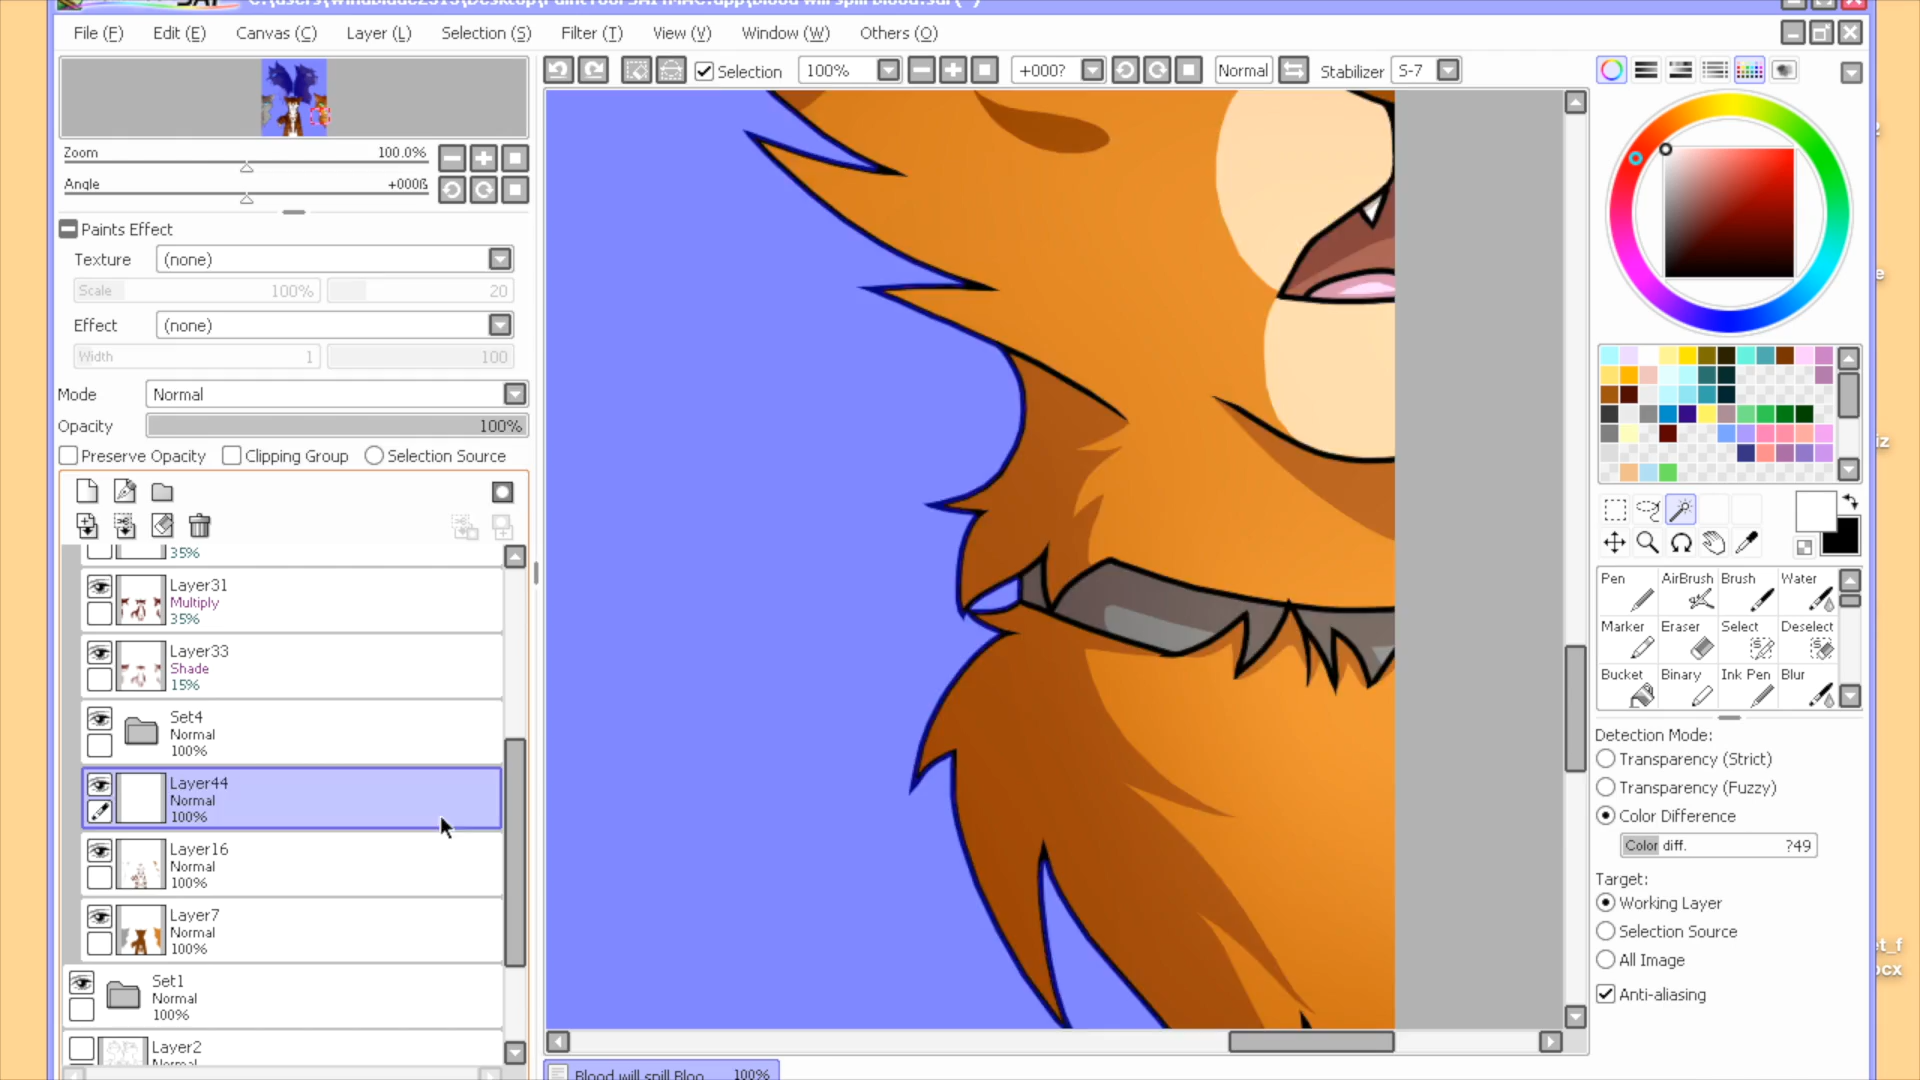 File (F) Edit (E) Canvas (C) Layer (L) Selection (S) Filter (T) View (V) Window (W) Others (O)
Selection 100% +000? Normal Stabilizer S-7
Zoom 100.0%
Angle +000ß
Paints Effect
Texture (none)
Scale 100% 20
Effect (none)
Width 1 100
Mode Normal
Opacity 100%
Preserve Opacity Clipping Group Selection Source
35%
Layer31
Multiply
35%
Layer33
Shade
15%
Set4
Normal
100%
Layer44
Normal
100%
Layer16
Normal
100%
Layer7
Normal
100%
Set1
Normal
100%
Layer2
Normal
Blood will spill Bloo... 100%
Pen AirBrush Brush Water
Marker Eraser Select Deselect
Bucket Binary Ink Pen Blur
Detection Mode:
Transparency (Strict)
Transparency (Fuzzy)
Color Difference
Color diff. ?49
Target:
Working Layer
Selection Source
All Image
Anti-aliasing